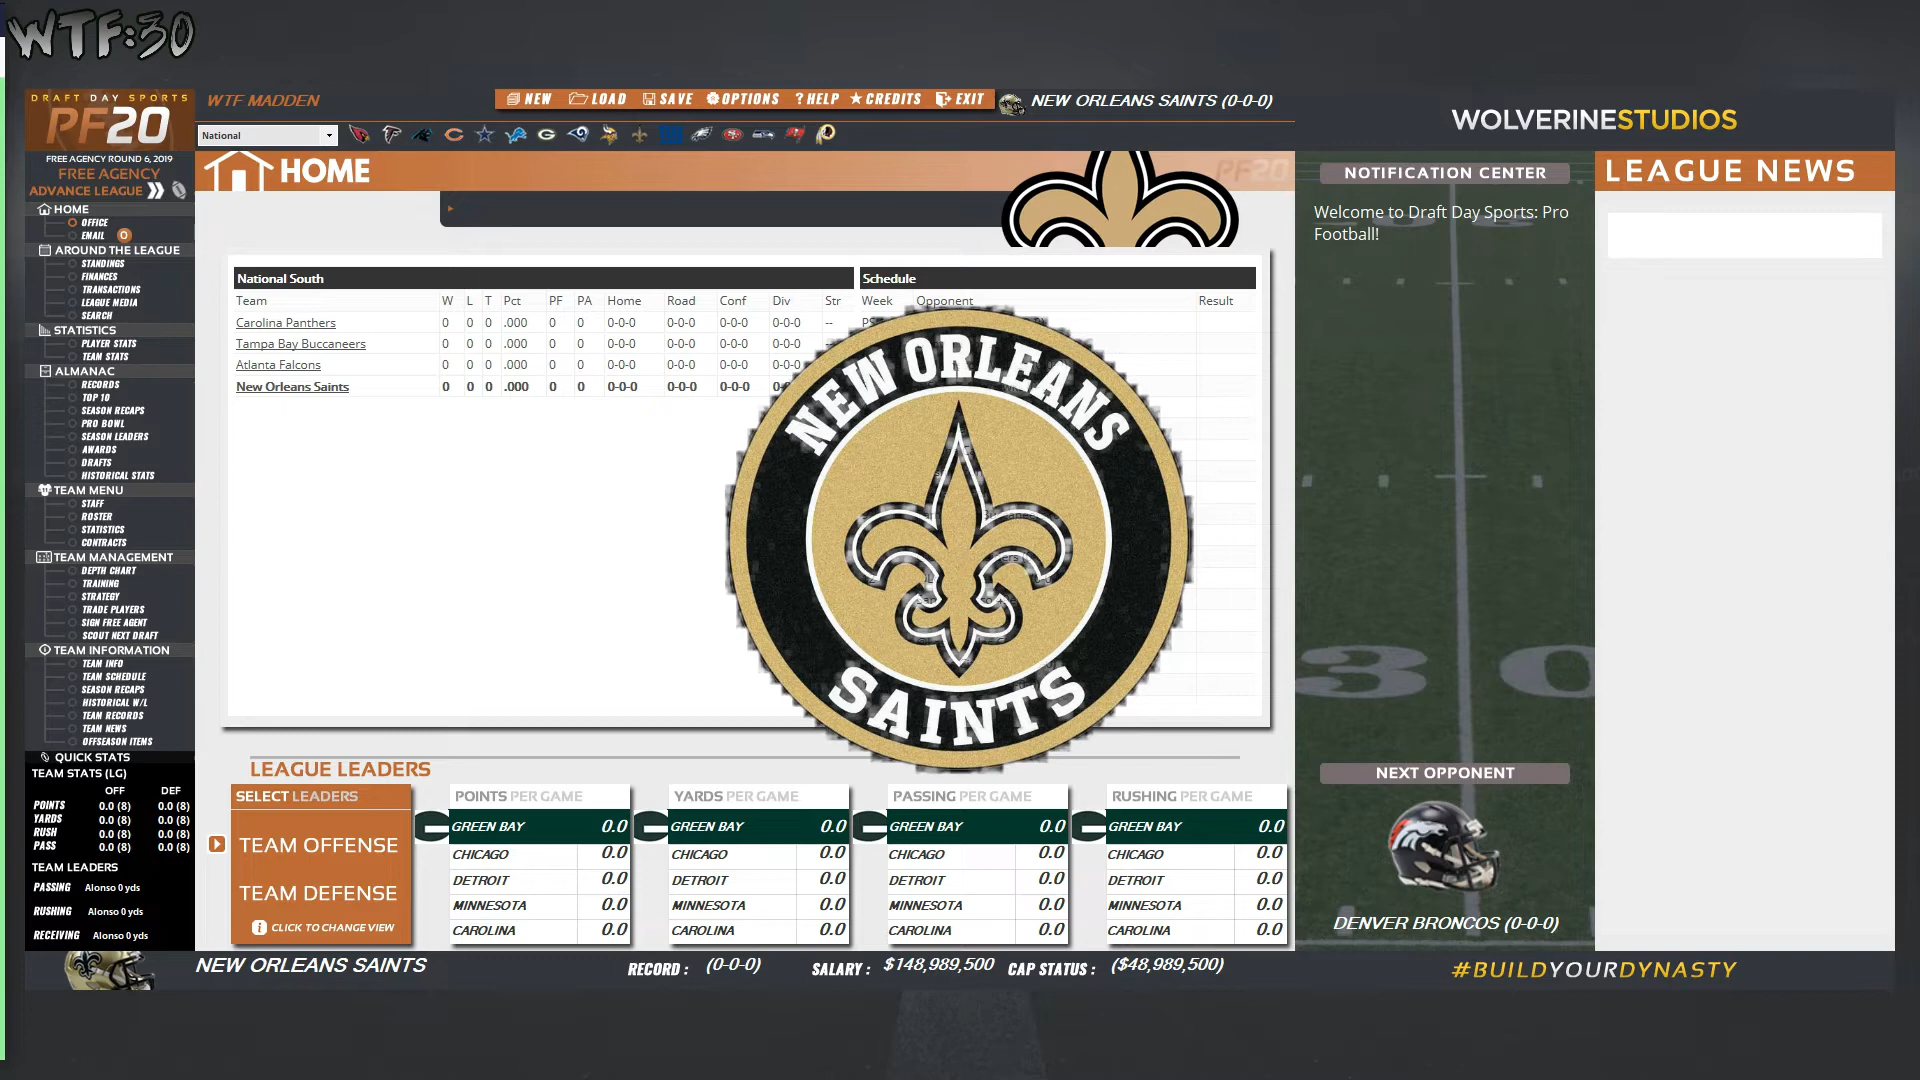 WTF:30
DRAFT DAY SPORTS
PF20
WTF MADDEN
NEW LOAD SAVE OPTIONS ? HELP CREDITS EXIT
NEW ORLEANS SAINTS (0-0-0)
WOLVERINESTUDIOS
National
FREE AGENCY ROUND 6, 2019
FREE AGENCY
ADVANCE LEAGUE
HOME
OFFICE
EMAIL 0
AROUND THE LEAGUE
STANDINGS
FINANCES
TRANSACTIONS
LEAGUE MEDIA
SEARCH
STATISTICS
PLAYER STATS
TEAM STATS
ALMANAC
RECORDS
TOP 10
SEASON RECAPS
PRO BOWL
SEASON LEADERS
AWARDS
DRAFTS
HISTORICAL STATS
TEAM MENU
STAFF
ROSTER
STATISTICS
CONTRACTS
TEAM MANAGEMENT
DEPTH CHART
TRAINING
STRATEGY
TRADE PLAYERS
SIGN FREE AGENT
SCOUT NEXT DRAFT
TEAM INFORMATION
TEAM INFO
TEAM SCHEDULE
SEASON RECAPS
HISTORICAL W/L
TEAM RECORDS
TEAM NEWS
OFFSEASON ITEMS
QUICK STATS
TEAM STATS (LG)
OFF DEF
POINTS 0.0 (8) 0.0 (8)
YARDS 0.0 (8) 0.0 (8)
RUSH 0.0 (8) 0.0 (8)
PASS 0.0 (8) 0.0 (8)
TEAM LEADERS
PASSING Alonso 0 yds
RUSHING Alonso 0 yds
RECEIVING Alonso 0 yds
HOME
PF20
National South
Team W L T Pct PF PA Home Road Conf Div Str
Carolina Panthers 0 0 0 .000 0 0 0-0-0 0-0-0 0-0-0 0-0-0 --
Tampa Bay Buccaneers 0 0 0 .000 0 0 0-0-0 0-0-0 0-0-0 0-0-0
Atlanta Falcons 0 0 0 .000 0 0 0-0-0 0-0-0 0-0-0 0-0-0
New Orleans Saints 0 0 0 .000 0 0 0-0-0 0-0-0 0-0-0
Schedule
Week Opponent Result
NEW ORLEANS
SAINTS
LEAGUE LEADERS
SELECT LEADERS
TEAM OFFENSE
TEAM DEFENSE
CLICK TO CHANGE VIEW
POINTS PER GAME
GREEN BAY 0.0
CHICAGO 0.0
DETROIT 0.0
MINNESOTA 0.0
CAROLINA 0.0
YARDS PER GAME
GREEN BAY 0.0
CHICAGO 0.0
DETROIT 0.0
MINNESOTA 0.0
CAROLINA 0.0
PASSING PER GAME
GREEN BAY 0.0
CHICAGO 0.0
DETROIT 0.0
MINNESOTA 0.0
CAROLINA 0.0
RUSHING PER GAME
GREEN BAY 0.0
CHICAGO 0.0
DETROIT 0.0
MINNESOTA 0.0
CAROLINA 0.0
NOTIFICATION CENTER
Welcome to Draft Day Sports: Pro
Football!
30
NEXT OPPONENT
DENVER BRONCOS (0-0-0)
LEAGUE NEWS
NEW ORLEANS SAINTS
RECORD : (0-0-0)
SALARY : $148,989,500
CAP STATUS : ($48,989,500)
#BUILDYOURDYNASTY